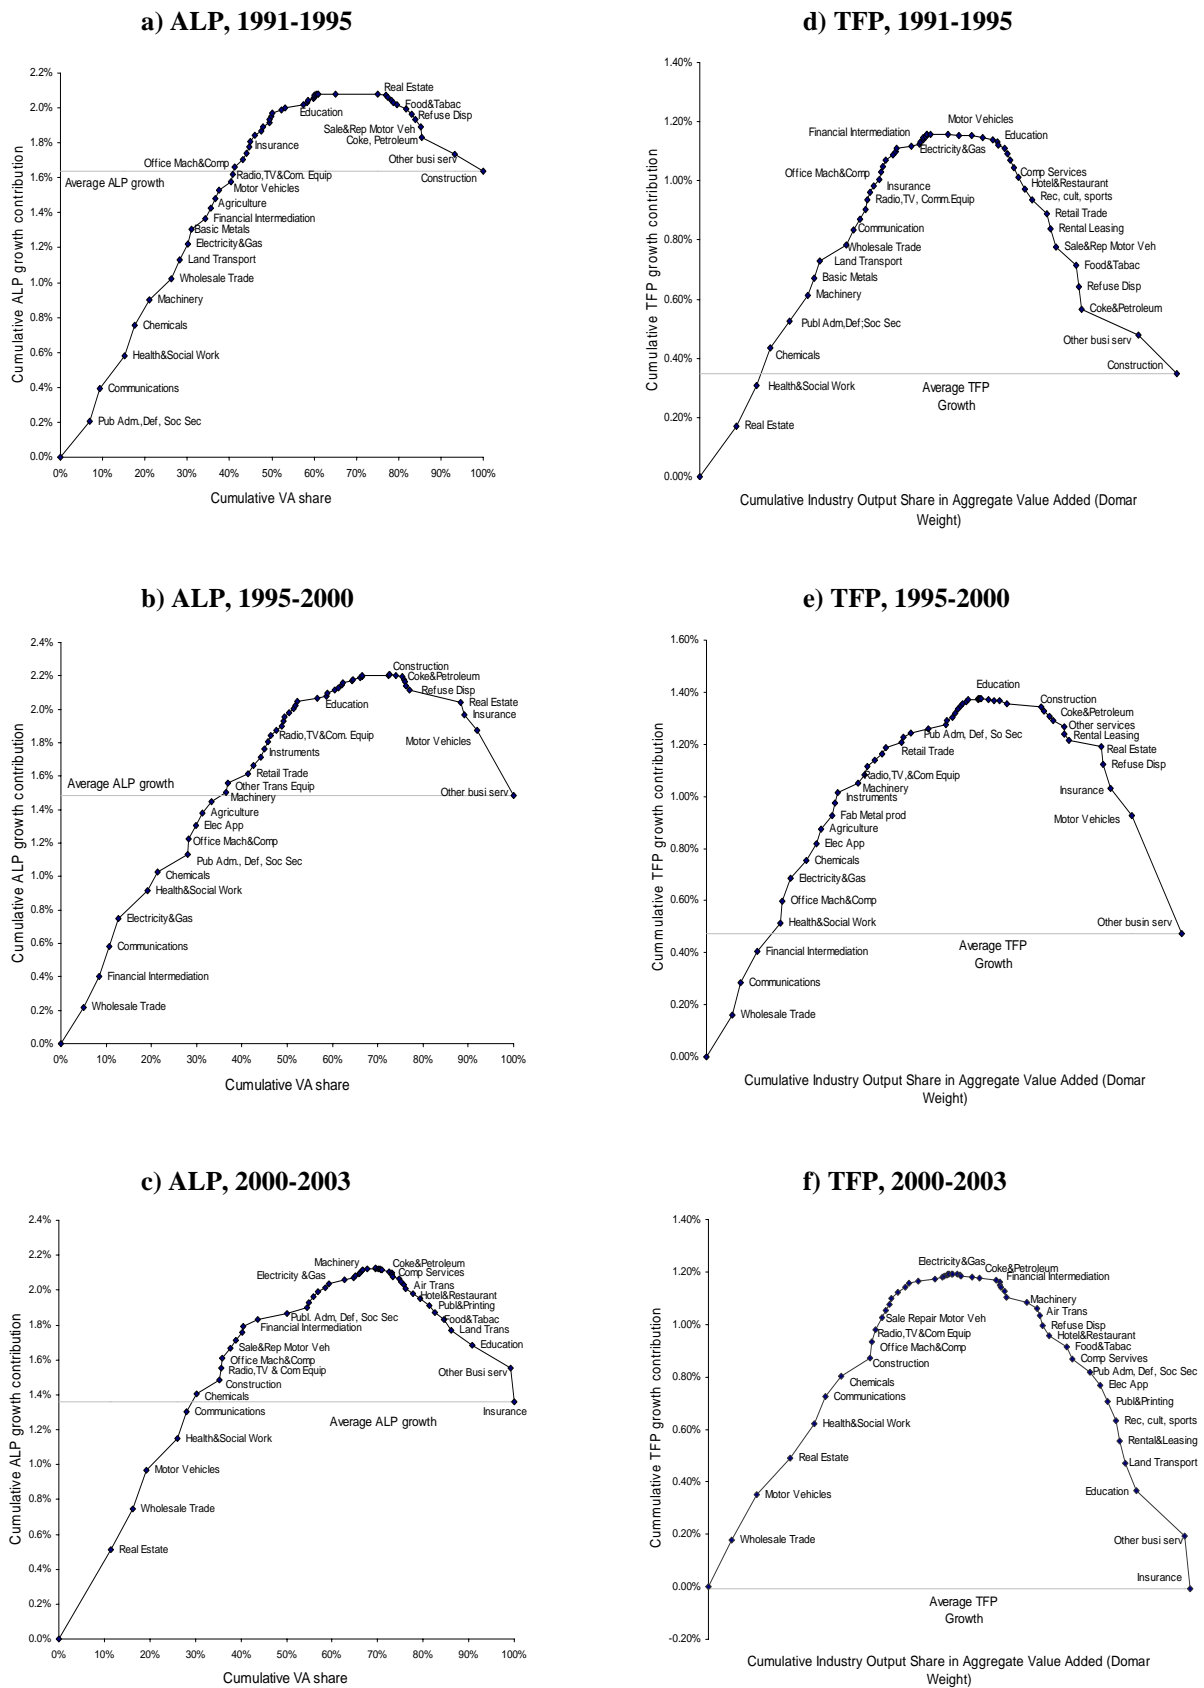 a) ALP, 1991-1995
2.2%
2.0%
1.8%
1.6%
1.4%
1.2%
1.0%
0.8%
0.6%
0.4%
0.2%
0.0%
Cumulative ALP growth contribution
Real Estate
Food&Tabac
Refuse Disp
Education
Sale&Rep Motor Veh
Coke, Petroleum
Insurance
Other busi serv
Office Mach&Comp
Construction
Average ALP growth
Radio,TV&Com. Equip
Motor Vehicles
Agriculture
Financial Intermediation
Basic Metals
Electricity&Gas
Land Transport
Wholesale Trade
Machinery
Chemicals
Health&Social Work
Communications
Pub Adm.,Def, Soc Sec
0% 10% 20% 30% 40% 50% 60% 70% 80% 90% 100%
Cumulative VA share
d) TFP, 1991-1995
1.40%
1.20%
1.00%
0.80%
0.60%
0.40%
0.20%
0.00%
Cumulative TFP growth contribution
Motor Vehicles
Financial Intermediation
Education
Electricity&Gas
Office Mach&Comp
Comp Services
Hotel&Restaurant
Insurance
Rec, cult, sports
Radio,TV, Comm.Equip
Retail Trade
Communication
Rental Leasing
Wholesale Trade
Sale&Rep Motor Veh
Land Transport
Food&Tabac
Basic Metals
Refuse Disp
Machinery
Coke&Petroleum
Publ Adm,Def;Soc Sec
Other busi serv
Chemicals
Construction
Health&Social Work
Average TFP
Growth
Real Estate
Cumulative Industry Output Share in Aggregate Value Added (Domar
Weight)
b) ALP, 1995-2000
2.4%
2.2%
2.0%
1.8%
1.6%
1.4%
1.2%
1.0%
0.8%
0.6%
0.4%
0.2%
0.0%
Cumulative ALP growth contribution
Construction
Coke&Petroleum
Refuse Disp
Education
Real Estate
Insurance
Radio,TV&Com. Equip
Motor Vehicles
Instruments
Retail Trade
Average ALP growth
Other Trans Equip
Other busi serv
Machinery
Agriculture
Elec App
Office Mach&Comp
Pub Adm., Def, Soc Sec
Chemicals
Health&Social Work
Electricity&Gas
Communications
Financial Intermediation
Wholesale Trade
0% 10% 20% 30% 40% 50% 60% 70% 80% 90% 100%
Cumulative VA share
e) TFP, 1995-2000
1.60%
1.40%
1.20%
1.00%
0.80%
0.60%
0.40%
0.20%
0.00%
Cummulative TFP growth contribution
Education
Construction
Coke&Petroleum
Other services
Pub Adm, Def, So Sec
Rental Leasing
Retail Trade
Real Estate
Refuse Disp
Radio,TV,&Com Equip
Machinery
Insurance
Instruments
Fab Metal prod
Motor Vehicles
Agriculture
Elec App
Chemicals
Electricity&Gas
Office Mach&Comp
Health&Social Work
Other busin serv
Financial Intermediation
Average TFP
Growth
Communications
Wholesale Trade
Cumulative Industry Output Share in Aggregate Value Added (Domar
Weight)
c) ALP, 2000-2003
2.4%
2.2%
2.0%
1.8%
1.6%
1.4%
1.2%
1.0%
0.8%
0.6%
0.4%
0.2%
0.0%
Cumulative ALP growth contribution
Machinery
Coke&Petroleum
Comp Services
Electricity &Gas
Air Trans
Hotel&Restaurant
Publ&Printing
Publ. Adm, Def, Soc Sec
Food&Tabac
Financial Intermediation
Land Trans
Sale&Rep Motor Veh
Education
Office Mach&Comp
Radio,TV & Com Equip
Other Busi serv
Construction
Chemicals
Insurance
Communications
Average ALP growth
Health&Social Work
Motor Vehicles
Wholesale Trade
Real Estate
0% 10% 20% 30% 40% 50% 60% 70% 80% 90% 100%
Cumulative VA share
f) TFP, 2000-2003
1.40%
1.20%
1.00%
0.80%
0.60%
0.40%
0.20%
0.00%
-0.20%
Cummulative TFP growth contribution
Electricity&Gas
Coke&Petroleum
Financial Intermediation
Machinery
Air Trans
Sale Repair Motor Veh
Refuse Disp
Radio,TV&Com Equip
Hotel&Restaurant
Office Mach&Comp
Food&Tabac
Construction
Comp Servives
Pub Adm, Def, Soc Sec
Chemicals
Elec App
Communications
Publ&Printing
Health&Social Work
Rec, cult, sports
Rental&Leasing
Real Estate
Land Transport
Motor Vehicles
Education
Wholesale Trade
Other busi serv
Insurance
Average TFP
Growth
Cumulative Industry Output Share in Aggregate Value Added (Domar
Weight)